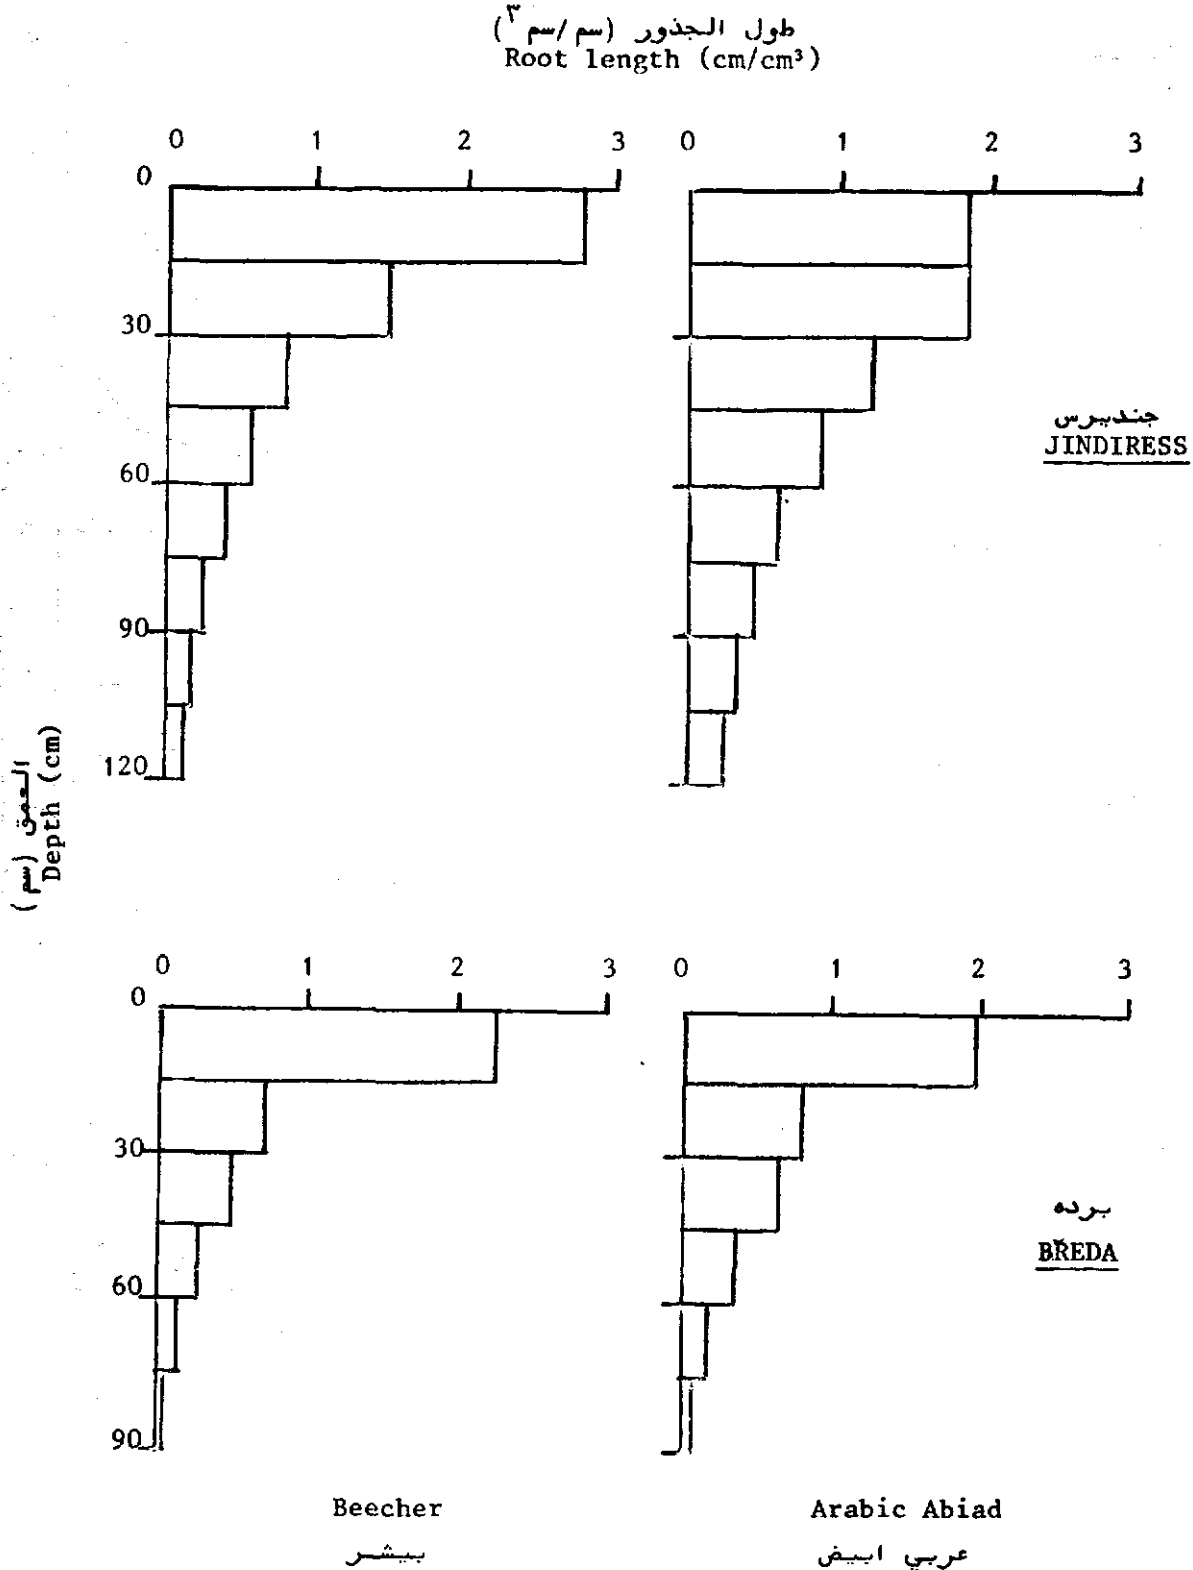 طول الجذور (سم/سم٣)
Root length (cm/cm³)
0 1 2 3
0 1 2 3
0
30
60
90
120
جنديرس
JINDIRESS
العمق (سم)
Depth (cm)
0 1 2 3
0 1 2 3
0
30
60
90
برده
BREDA
Beecher
بيشر
Arabic Abiad
عربي ابيض